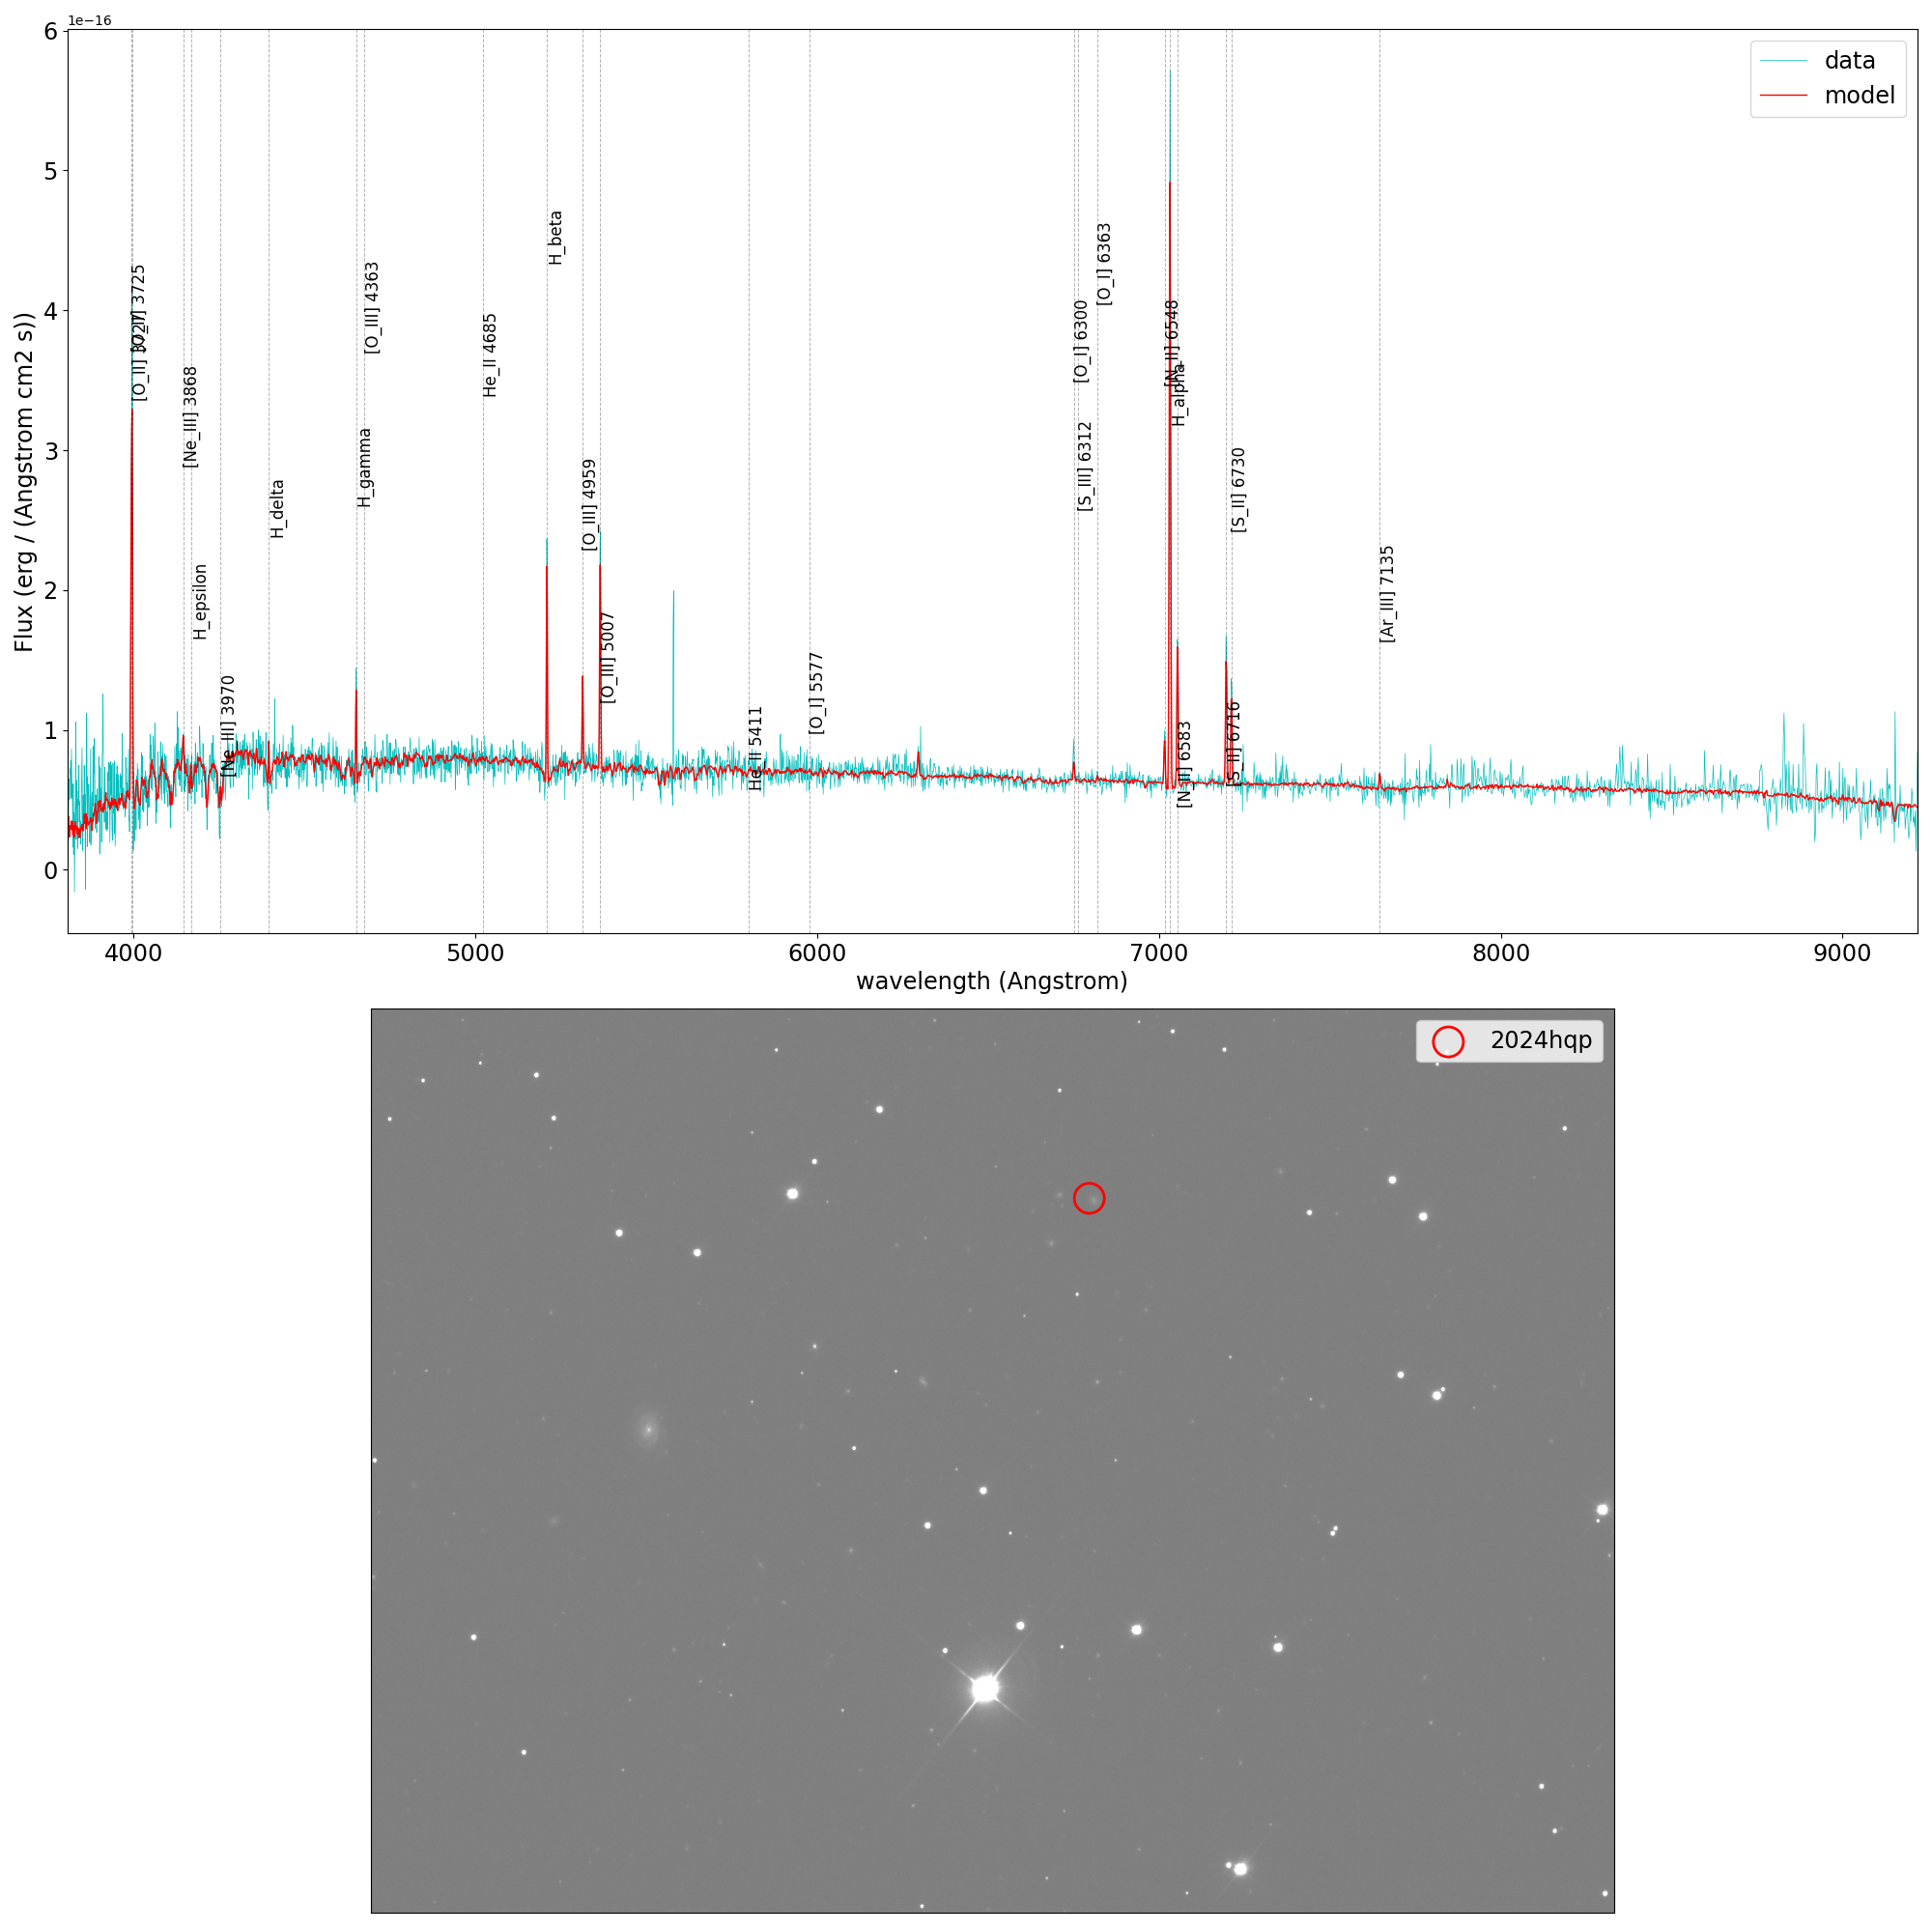 1e−16
data
model
Flux (erg / (Angstrom cm2 s))
6
5
4
3
2
1
0
[O_II] 3725
[O_II] 3727
[Ne_III] 3868
H_epsilon
[Ne_III] 3970
H_delta
H_gamma
[O_III] 4363
He_II 4685
H_beta
[O_III] 4959
[O_III] 5007
He_II 5411
[O_I] 5577
[O_I] 6300
[S_III] 6312
[O_I] 6363
[N_II] 6548
H_alpha
[N_II] 6583
[S_II] 6716
[S_II] 6730
[Ar_III] 7135
4000
5000
6000
7000
8000
9000
wavelength (Angstrom)
2024hqp